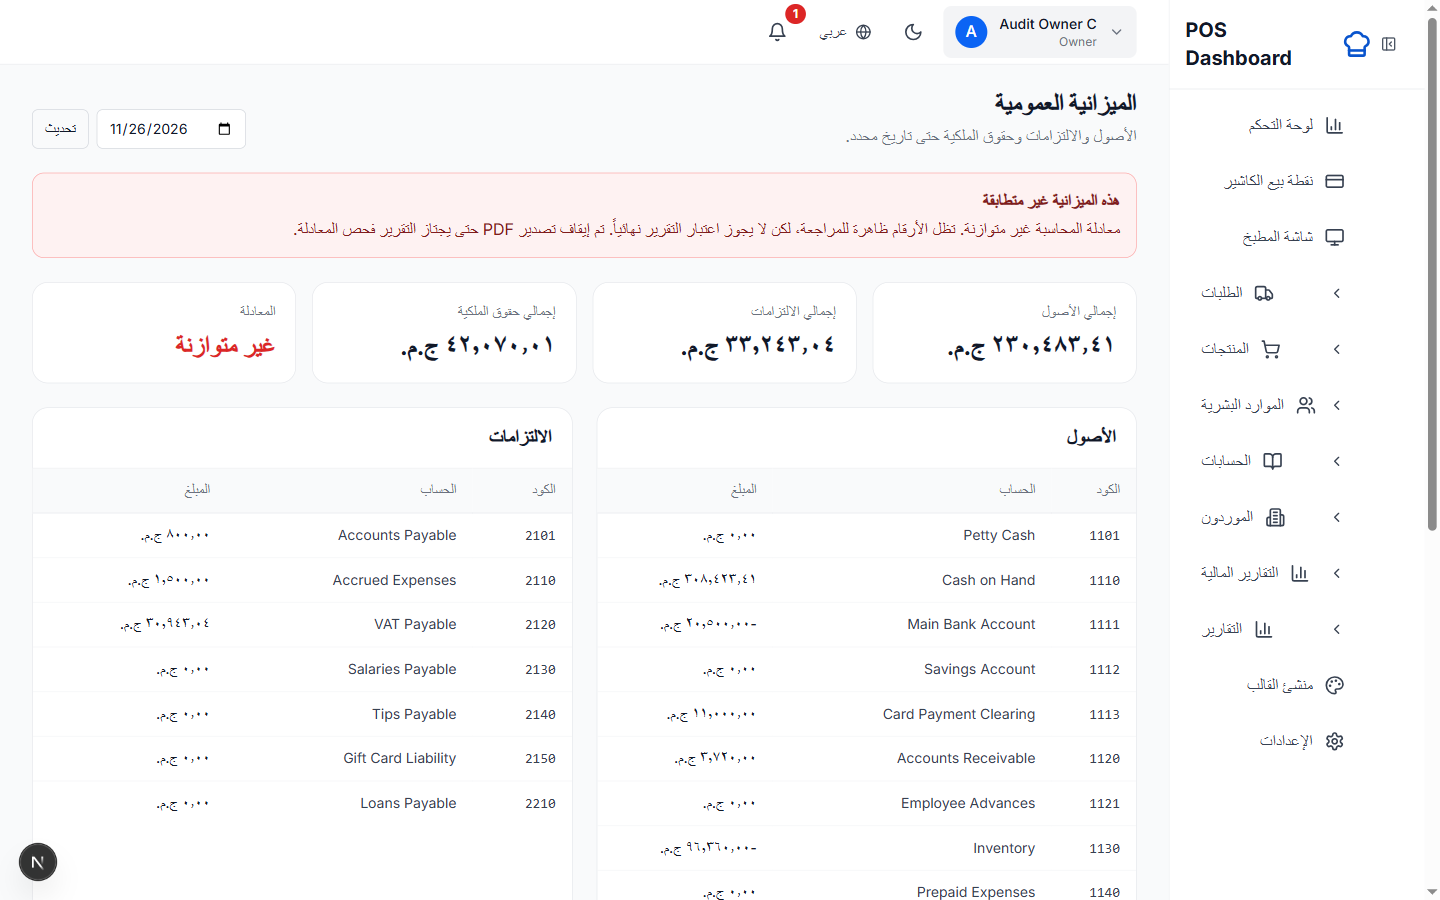 POS
Dashboard
لوحة التحكم
نقطة بيع الكاشير
شاشة المطبخ
الطلبات
المنتجات
الموارد البشرية
الحسابات
الموردون
التقارير المالية
التقارير
منشئ القالب
الإعدادات
Audit Owner C
Owner
A
عربي
1
الميزانية العمومية
الأصول والالتزامات وحقوق الملكية حتى تاريخ محدد.
11/26/2026
تحديث
هذه الميزانية غير متطابقة
معادلة المحاسبة غير متوازنة. تظل الأرقام ظاهرة للمراجعة، لكن لا يجوز اعتبار التقرير نهائياً. تم إيقاف تصدير PDF حتى يجتاز التقرير فحص المعادلة.
إجمالي الأصول
٢٣٠,٤٨٣,٤١ ج.م.
إجمالي الالتزامات
٣٣,٢٤٣,٠٤ ج.م.
إجمالي حقوق الملكية
٤٢,٠٧٠,٠١ ج.م.
المعادلة
غير متوازنة
الأصول
الكود الحساب المبلغ
1101 Petty Cash ٠,٠٠ ج.م.
1110 Cash on Hand ٣٠٨,٤٢٣,٤١ ج.م.
1111 Main Bank Account -٢٠,٥٠٠,٠٠ ج.م.
1112 Savings Account ٠,٠٠ ج.م.
1113 Card Payment Clearing ١١,٠٠٠,٠٠ ج.م.
1120 Accounts Receivable ٣,٧٢٠,٠٠ ج.م.
1121 Employee Advances ٠,٠٠ ج.م.
1130 Inventory -٩٦,٣٦٠,٠٠ ج.م.
1140 Prepaid Expenses ٠,٠٠ ج.م.
الالتزامات
الكود الحساب المبلغ
2101 Accounts Payable ٨٠٠,٠٠ ج.م.
2110 Accrued Expenses ١,٥٠٠,٠٠ ج.م.
2120 VAT Payable ٣٠,٩٤٣,٠٤ ج.م.
2130 Salaries Payable ٠,٠٠ ج.م.
2140 Tips Payable ٠,٠٠ ج.م.
2150 Gift Card Liability ٠,٠٠ ج.م.
2210 Loans Payable ٠,٠٠ ج.م.
N